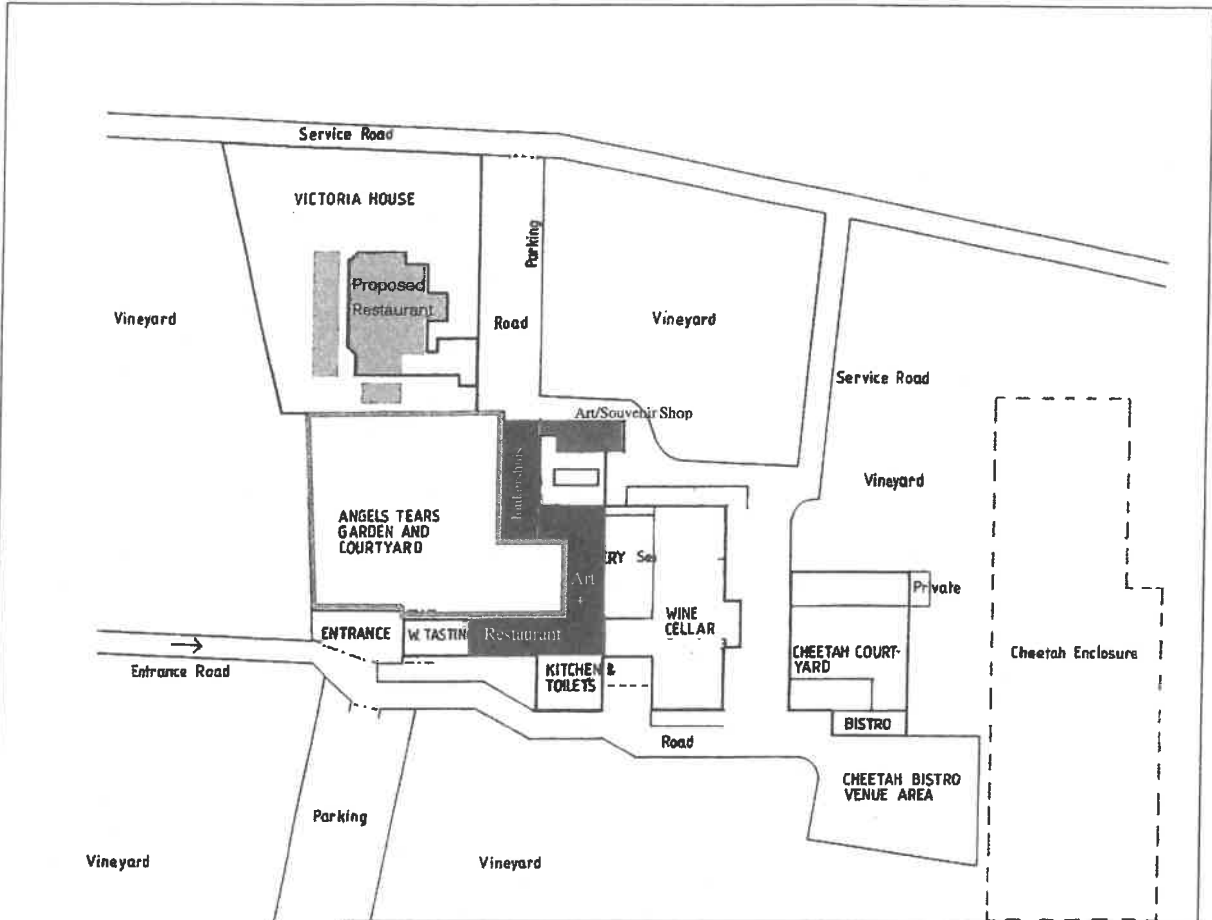 Service Road
VICTORIA HOUSE
Parking
Proposed
Restaurant
Vineyard
Road
Vineyard
Service Road
Art/Souvenir Shop
Vineyard
ANGELS TEARS
GARDEN AND
COURTYARD
ERY Se
Art
+
Private
WINE
CELLAR
ENTRANCE
W. TASTIN
Restaurant
CHEETAH COURT-
YARD
Cheetah Enclosure
Entrance Road
KITCHEN &
TOILETS
BISTRO
Road
CHEETAH BISTRO
VENUE AREA
Parking
Vineyard
Vineyard